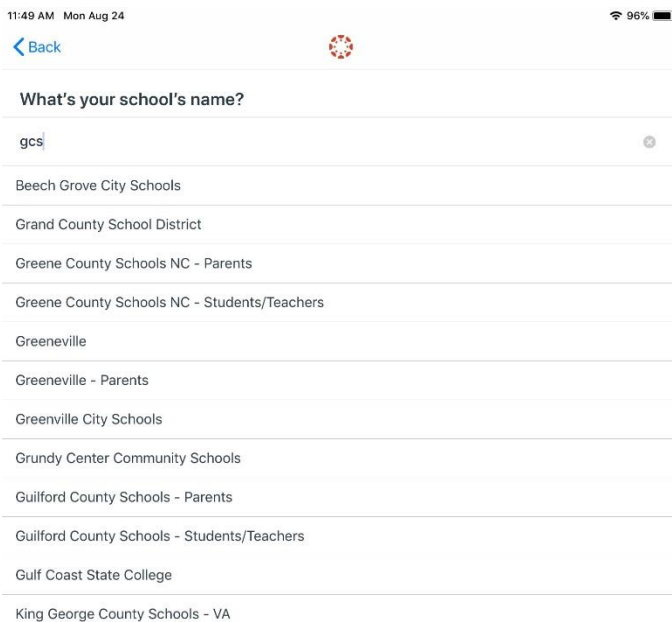 11:49 AM Mon Aug 24 96%
Back
What's your school's name?
gcs
Beech Grove City Schools
Grand County School District
Greene County Schools NC - Parents
Greene County Schools NC - Students/Teachers
Greeneville
Greeneville - Parents
Greenville City Schools
Grundy Center Community Schools
Guilford County Schools - Parents
Guilford County Schools - Students/Teachers
Gulf Coast State College
King George County Schools - VA